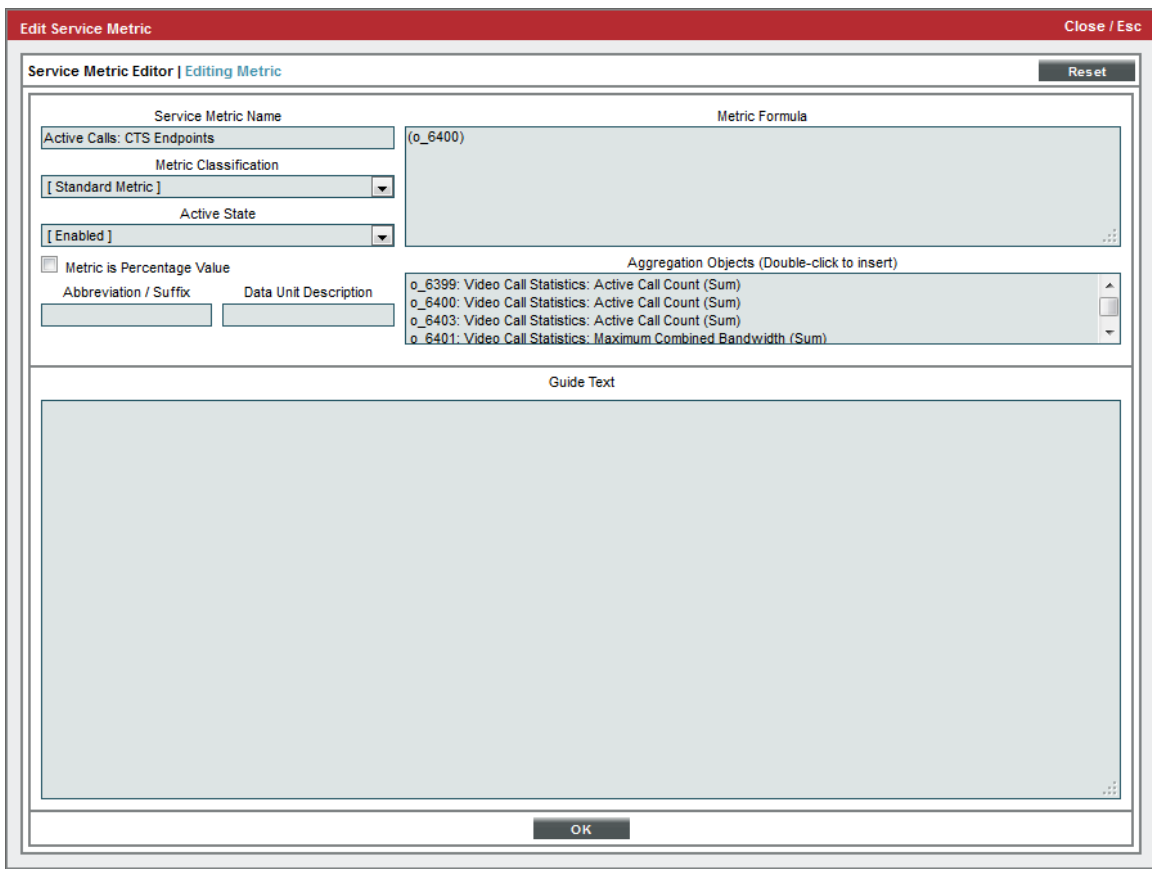 Edit Service Metric
Close / Esc
Service Metric Editor | Editing Metric
Reset
Service Metric Name
Active Calls: CTS Endpoints
Metric Classification
[ Standard Metric ]
Active State
[ Enabled ]
Metric is Percentage Value
Abbreviation / Suffix
Data Unit Description
Metric Formula
(o_6400)
Aggregation Objects (Double-click to insert)
o_6399: Video Call Statistics: Active Call Count (Sum)
o_6400: Video Call Statistics: Active Call Count (Sum)
o_6403: Video Call Statistics: Active Call Count (Sum)
o_6401: Video Call Statistics: Maximum Combined Bandwidth (Sum)
Guide Text
OK